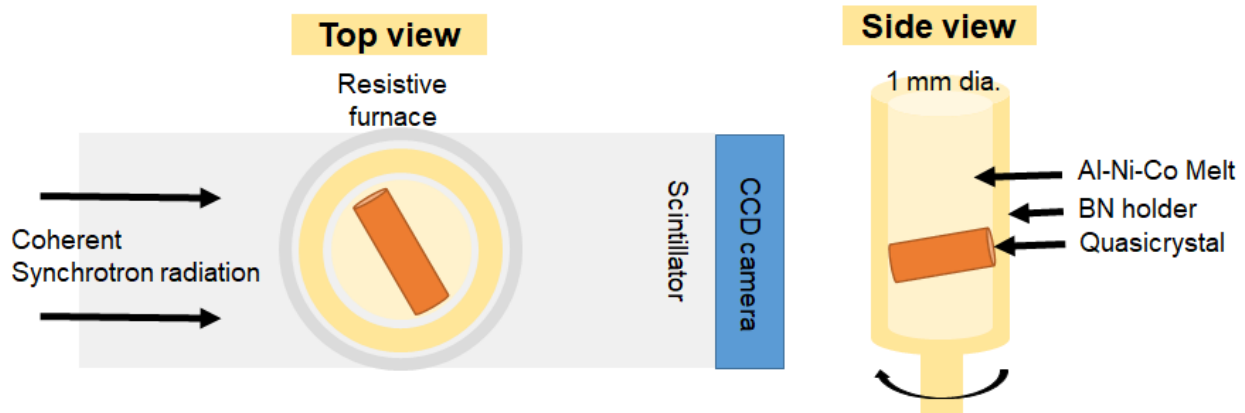 Top view
Resistive
furnace
Coherent
Synchrotron radiation
Scintillator
CCD camera
Side view
1 mm dia.
Al-Ni-Co Melt
BN holder
Quasicrystal